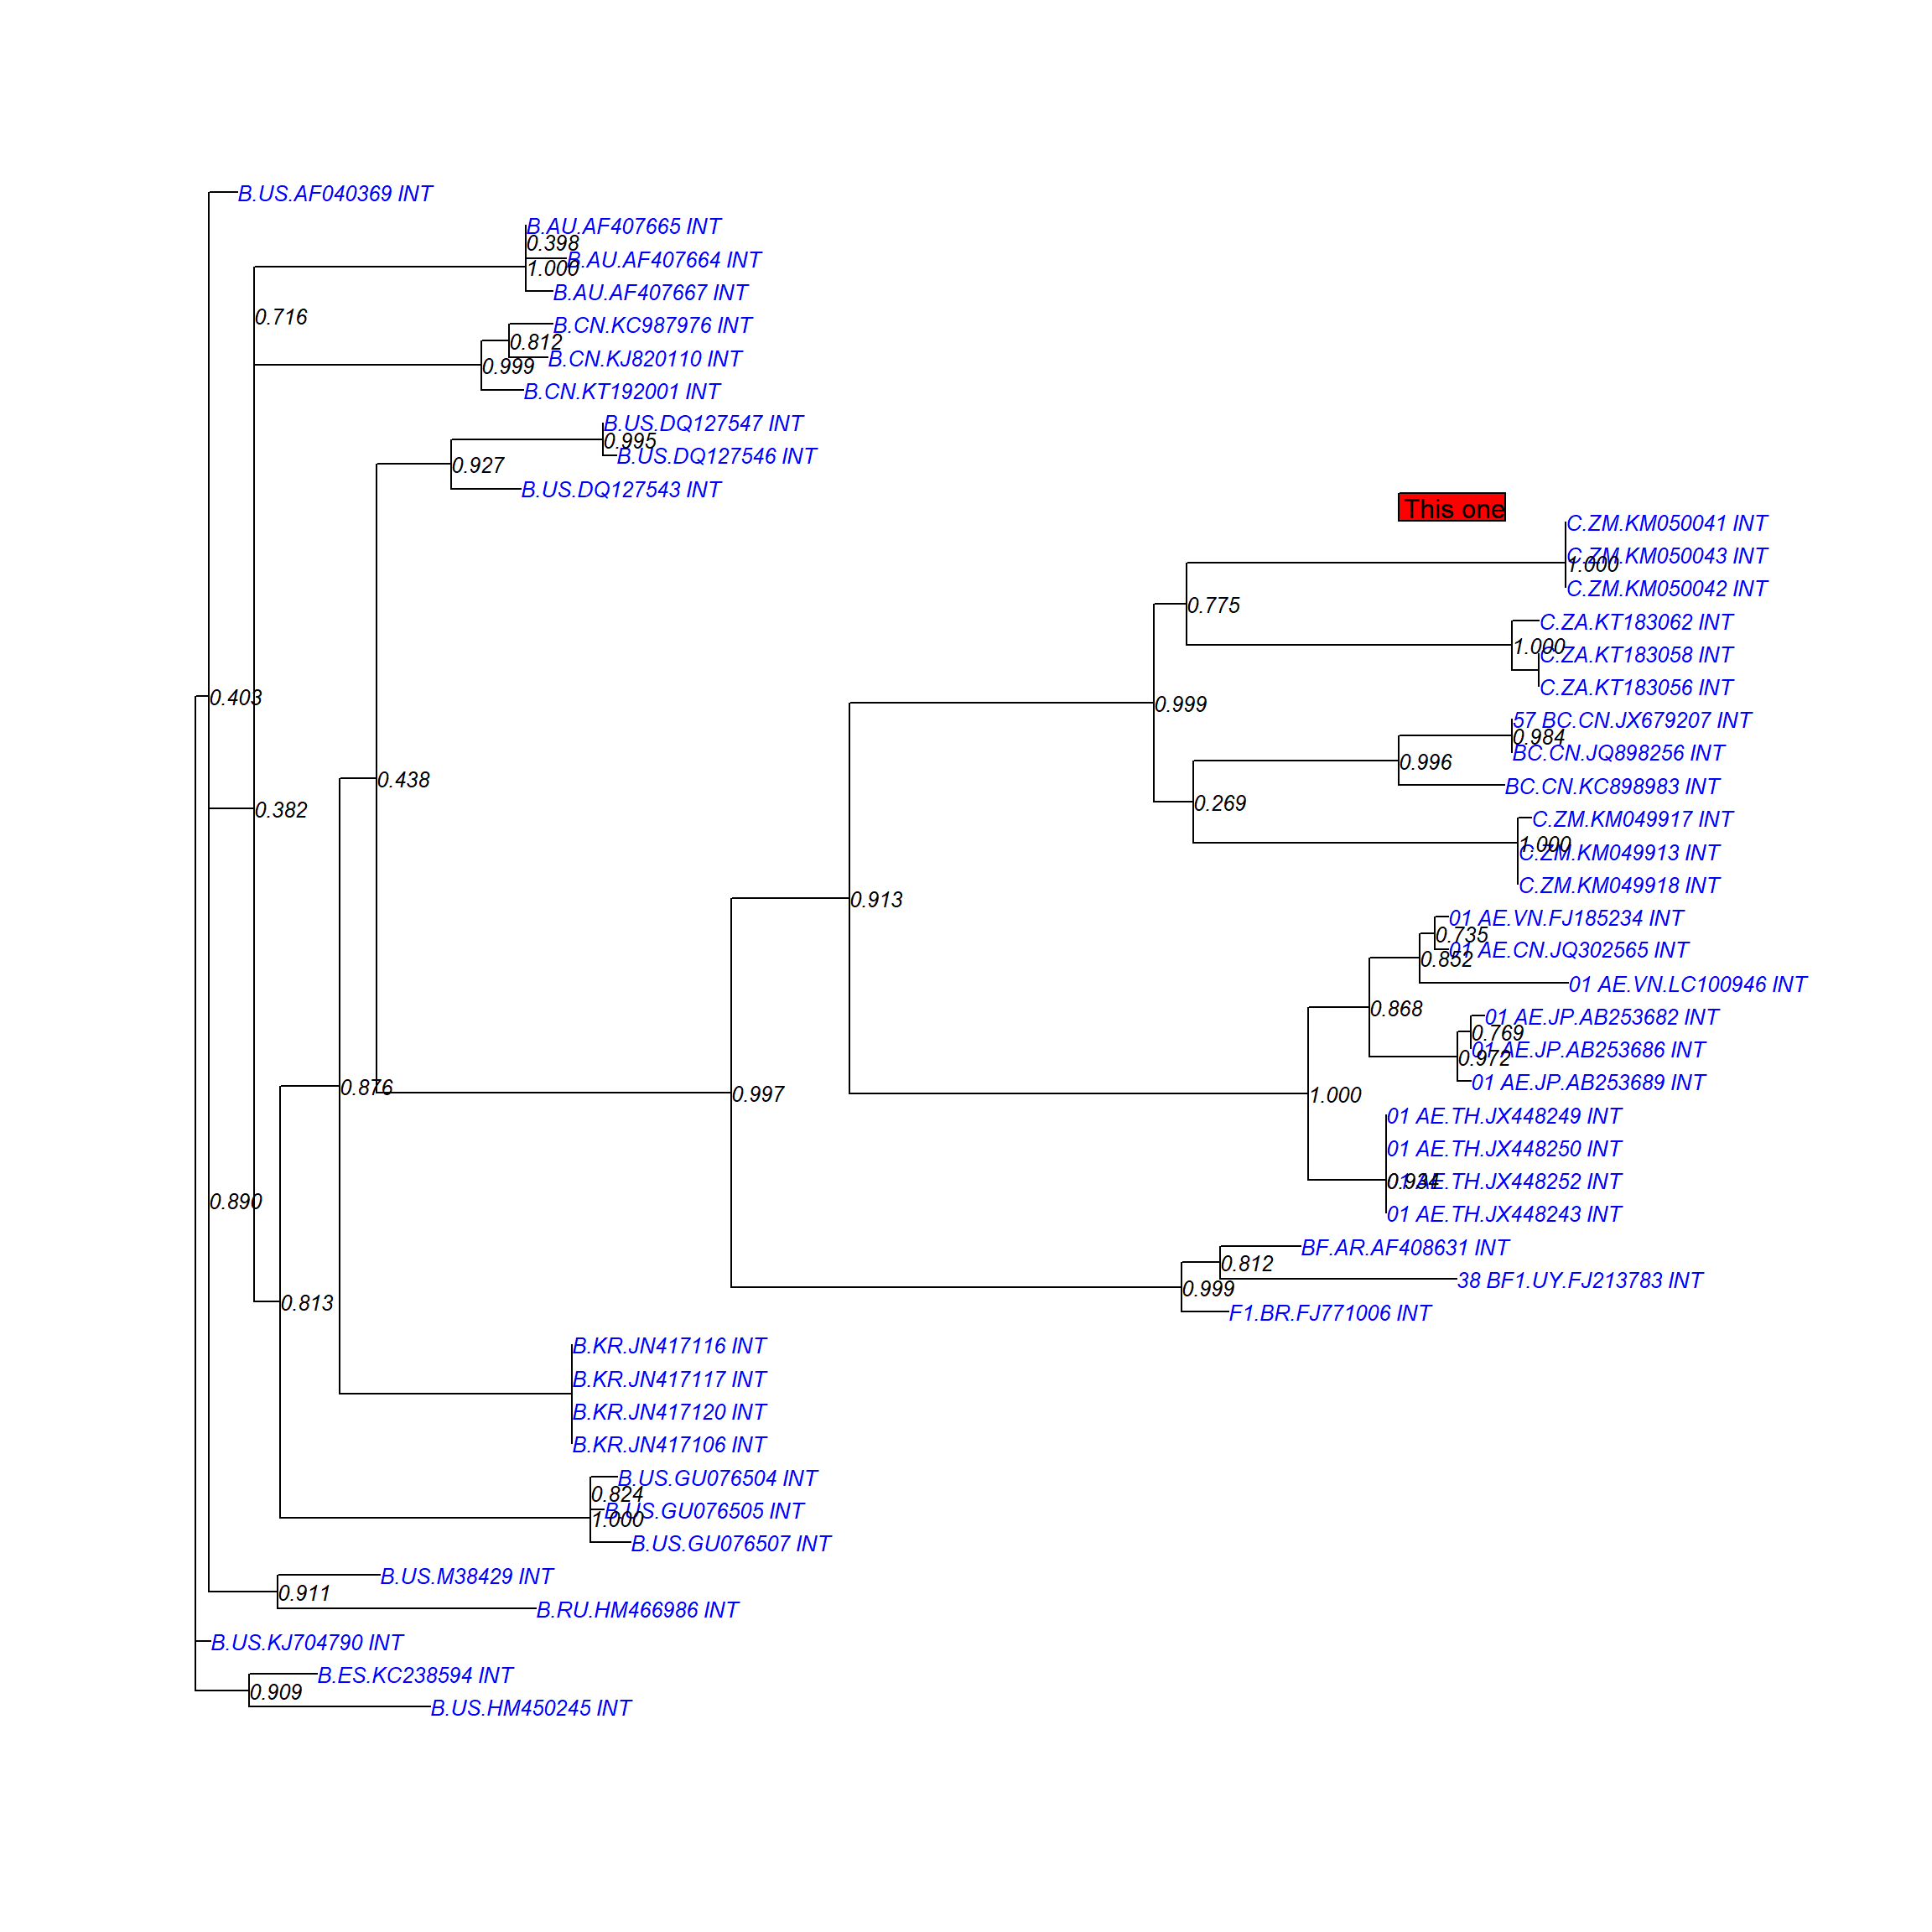 B.US.AF040369 INT
B.AU.AF407665 INT
0.398
B.AU.AF407664 INT
1.000
B.AU.AF407667 INT
0.716
B.CN.KC987976 INT
0.812
B.CN.KJ820110 INT
0.999
B.CN.KT192001 INT
B.US.DQ127547 INT
0.995
B.US.DQ127546 INT
0.927
B.US.DQ127543 INT
This one
C.ZM.KM050041 INT
C.ZM.KM050043 INT
1.000
C.ZM.KM050042 INT
0.775
C.ZA.KT183062 INT
1.000
C.ZA.KT183058 INT
C.ZA.KT183056 INT
0.403
0.999
57 BC.CN.JX679207 INT
0.984
BC.CN.JQ898256 INT
0.996
0.438
BC.CN.KC898983 INT
0.382
0.269
C.ZM.KM049917 INT
1.000
C.ZM.KM049913 INT
C.ZM.KM049918 INT
0.913
01 AE.VN.FJ185234 INT
0.735
01 AE.CN.JQ302565 INT
0.852
01 AE.VN.LC100946 INT
0.868
01 AE.JP.AB253682 INT
0.769
01 AE.JP.AB253686 INT
0.972
01 AE.JP.AB253689 INT
0.876
0.997
1.000
01 AE.TH.JX448249 INT
01 AE.TH.JX448250 INT
01 AE.TH.JX448252 INT
0.934
0.890
01 AE.TH.JX448243 INT
BF.AR.AF408631 INT
0.812
38 BF1.UY.FJ213783 INT
0.999
0.813
F1.BR.FJ771006 INT
B.KR.JN417116 INT
B.KR.JN417117 INT
B.KR.JN417120 INT
B.KR.JN417106 INT
B.US.GU076504 INT
0.824
B.US.GU076505 INT
1.000
B.US.GU076507 INT
B.US.M38429 INT
0.911
B.RU.HM466986 INT
B.US.KJ704790 INT
B.ES.KC238594 INT
0.909
B.US.HM450245 INT